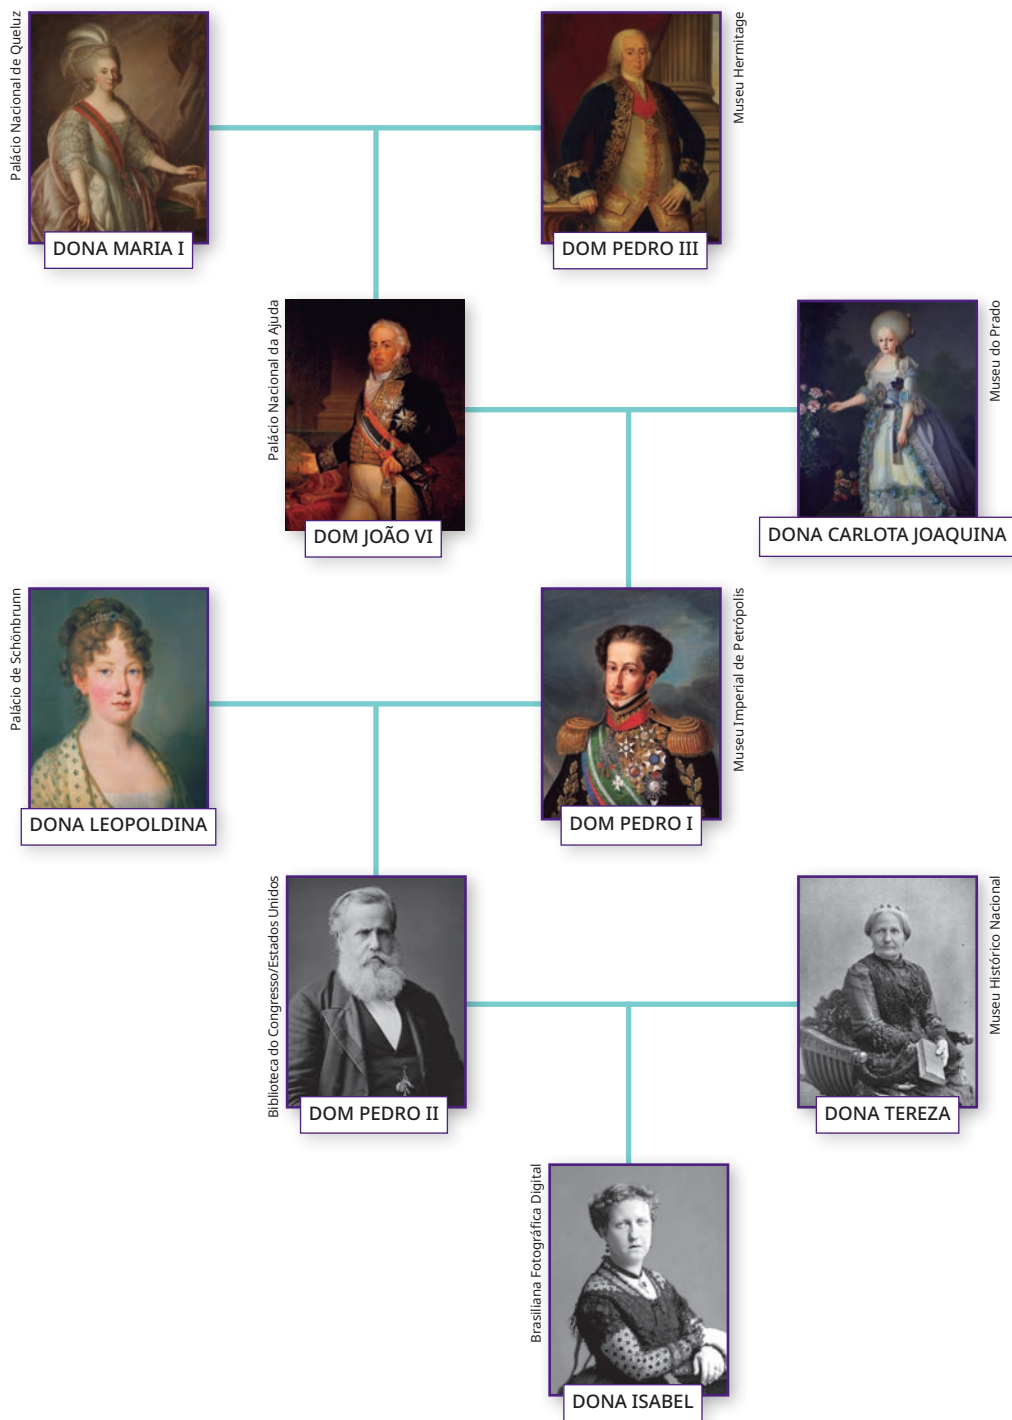 Palácio Nacional de Queluz
Museu Hermitage
DONA MARIA I
DOM PEDRO III
Palácio Nacional da Ajuda
Museu do Prado
DOM JOÃO VI
DONA CARLOTA JOAQUINA
Palácio de Schönbrunn
Museu Imperial de Petrópolis
DONA LEOPOLDINA
DOM PEDRO I
Biblioteca do Congresso/Estados Unidos
Museu Histórico Nacional
DOM PEDRO II
DONA TEREZA
Brasiliana Fotográfica Digital
DONA ISABEL